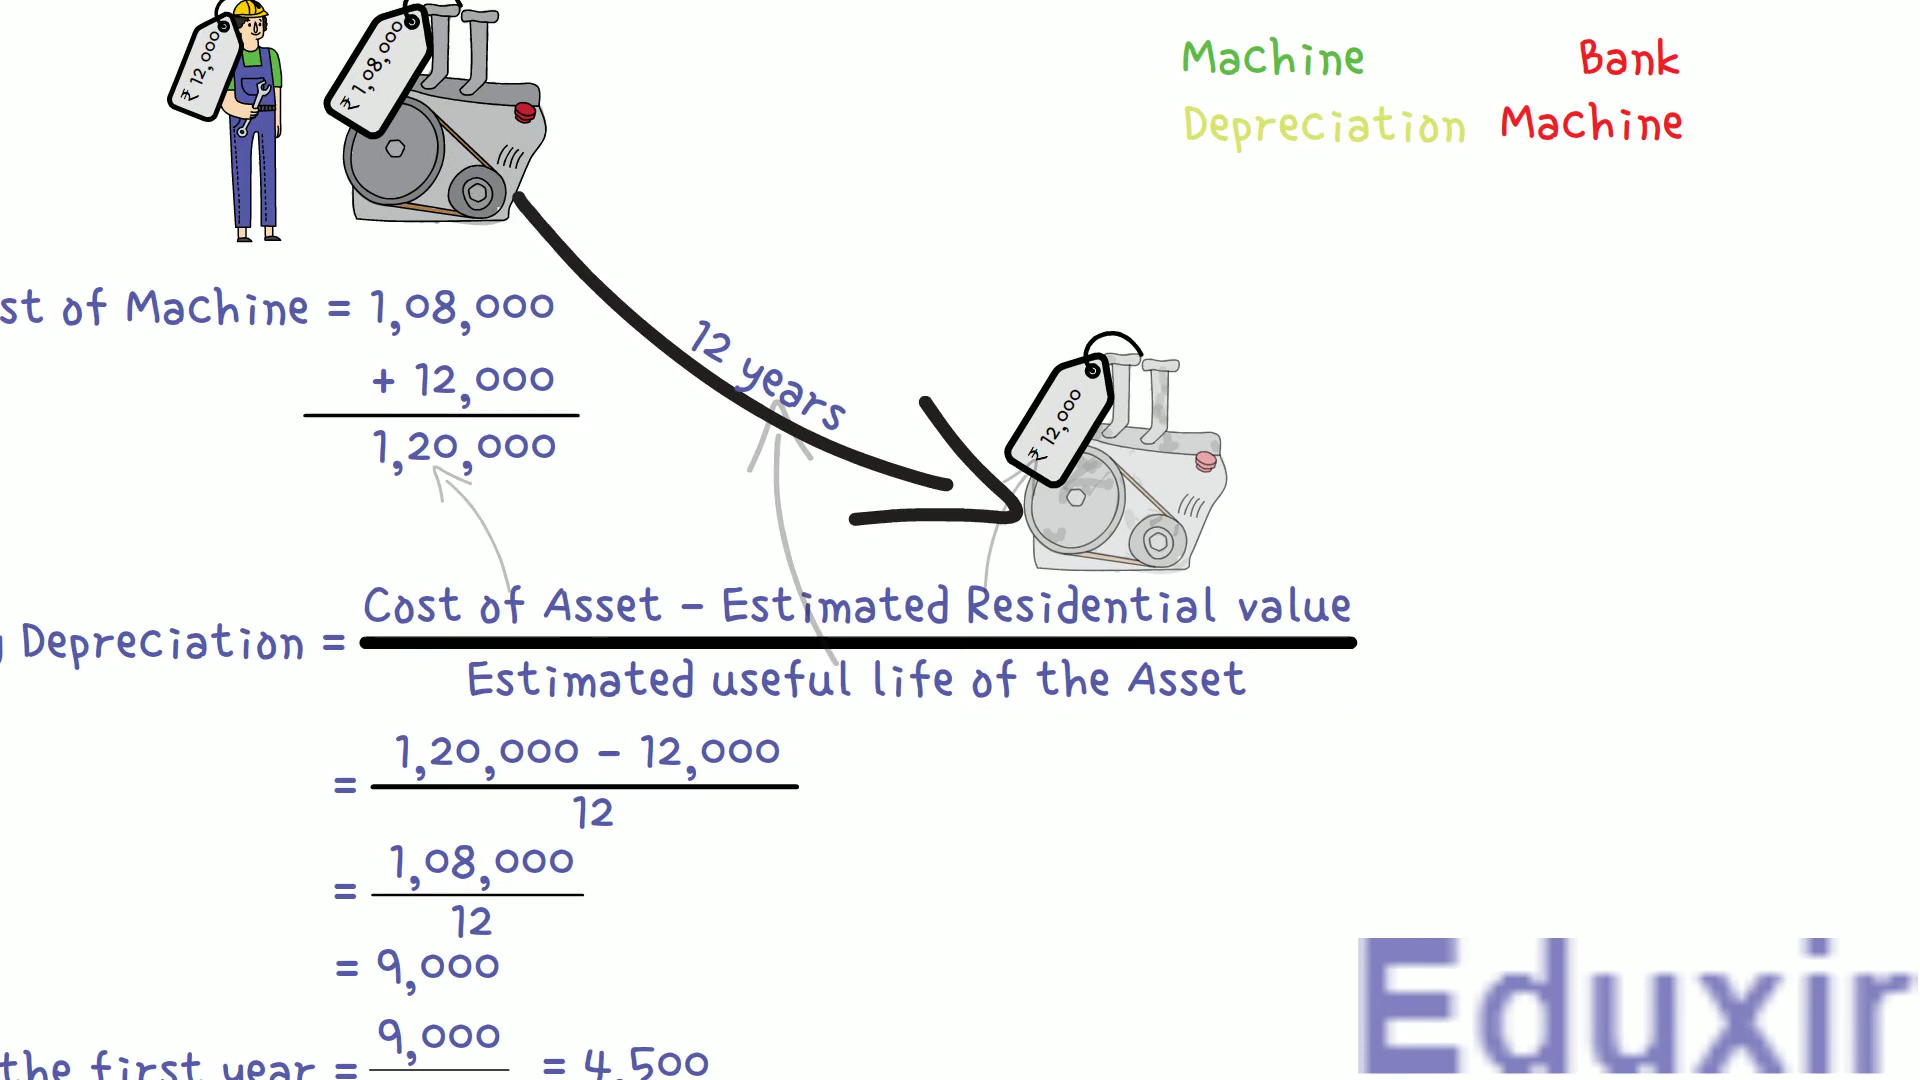 ₹ 12,000
₹ 1,08,000
Machine Bank
Depreciation Machine
st of Machine = 1,08,000
+ 12,000
1,20,000
12 years
₹ 12,000
Cost of Asset - Estimated Residential value
Depreciation =
Estimated useful life of the Asset
1,20,000 - 12,000
=
12
1,08,000
=
12
= 9,000
9,000
the first year = = 4,500
Eduxir